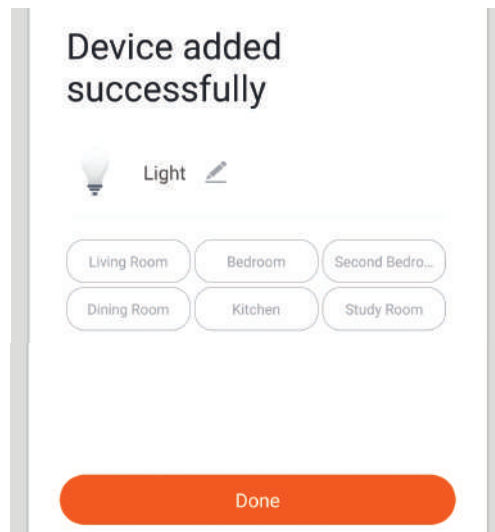 Device added
successfully
Light
Living Room Bedroom Second Bedro...
Dining Room Kitchen Study Room
Done